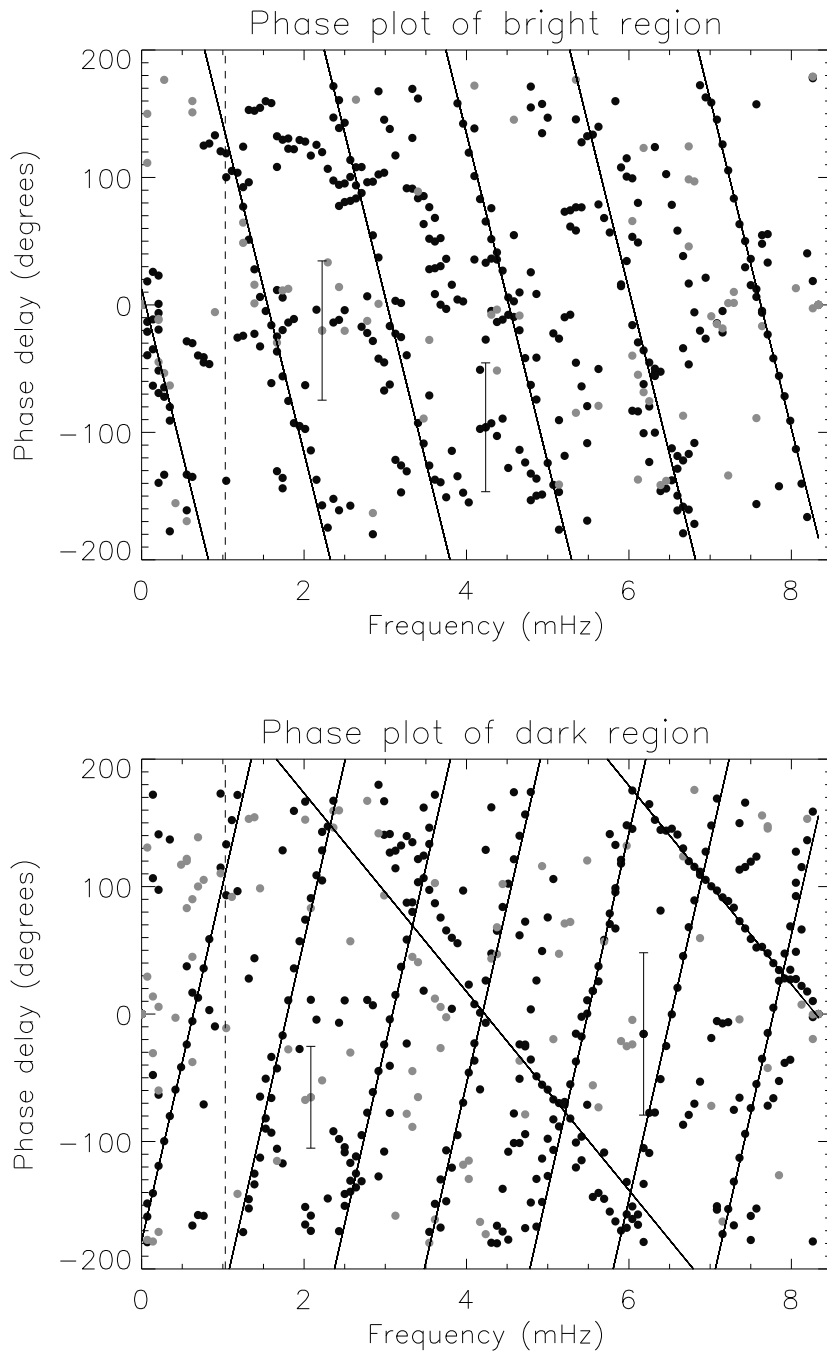 Phase plot of bright region
200
100
0
−100
−200
Phase delay (degrees)
0 2 4 6 8
Frequency (mHz)
Phase plot of dark region
200
100
0
−100
−200
Phase delay (degrees)
0 2 4 6 8
Frequency (mHz)